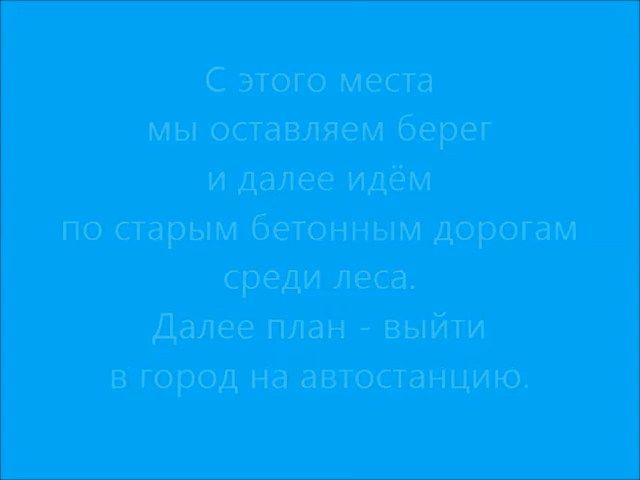 С этого места
мы оставляем берег
и далее идём
по старым бетонным дорогам
среди леса.
Далее план - выйти
в город на автостанцию.